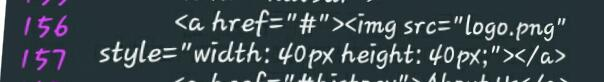 156 <a href="#"><img src="logo.png"
157 style="width: 40px height: 40px;"></a>